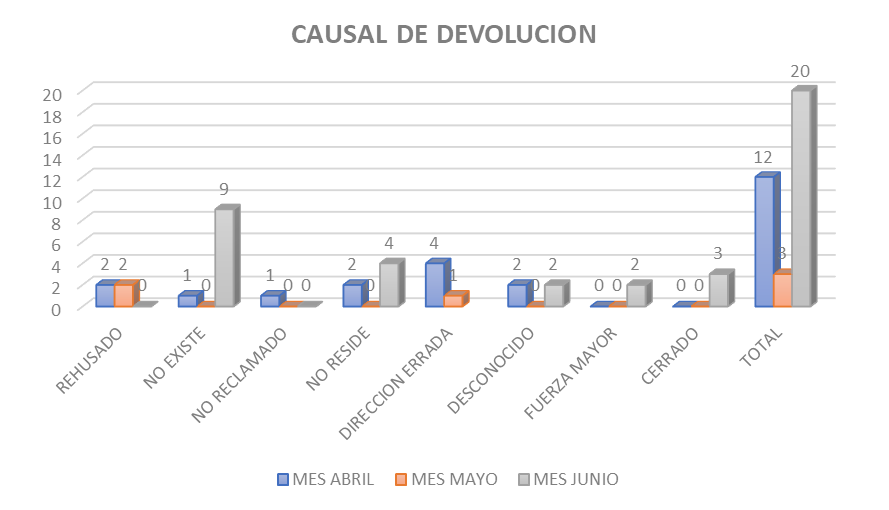 CAUSAL DE DEVOLUCION
20
18
16
14
12
10
8
6
4
2
0
2 2 0
1 0 9
1 0 0
2 0 4
4 1
2 0 2
0 0 2
0 0 3
12 3 20
REHUSADO
NO EXISTE
NO RECLAMADO
NO RESIDE
DIRECCION ERRADA
DESCONOCIDO
FUERZA MAYOR
CERRADO
TOTAL
MES ABRIL MES MAYO MES JUNIO